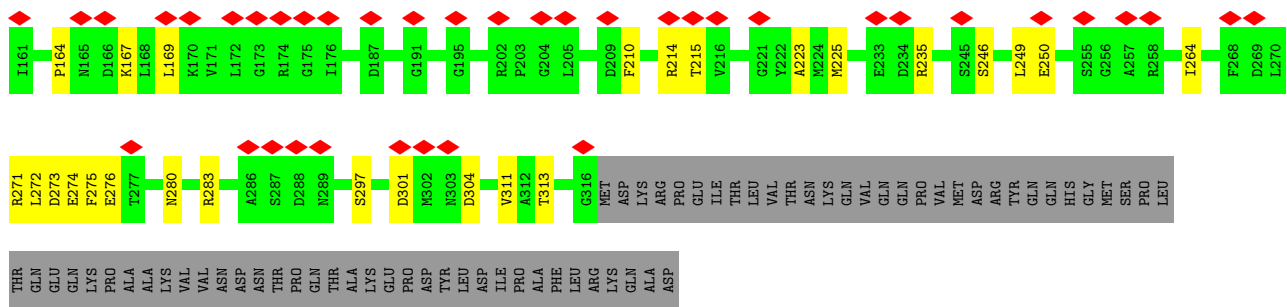 I161 P164 N165 D166 K167 L168 L169 K170 V171 L172 G173 R174 G175 I176 D187 G191 G195 R202 P203 G204 L205 D209 F210 R214 T215 V216 G221 Y222 A223 M224 M225 E233 D234 R235 S245 S246 L249 E250 S255 G256 A257 R258 I264 F268 D269 L270
R271 L272 D273 E274 F275 E276 T277 N280 R283 A286 S287 D288 N289 S297 D301 M302 N303 D304 V311 A312 T313 G316 MET ASP LYS ARG PRO GLU ILE THR LEU VAL THR ASN LYS GLN VAL GLN GLN PRO VAL MET ASP ARG TYR GLN GLN HIS GLY MET SER PRO LEU
THR GLN GLU GLN LYS PRO ALA ALA LYS VAL VAL ASN ASP ASN THR PRO GLN THR ALA LYS GLU PRO ASP TYR LEU ASP ILE PRO ALA PHE LEU ARG LYS GLN ALA ASP